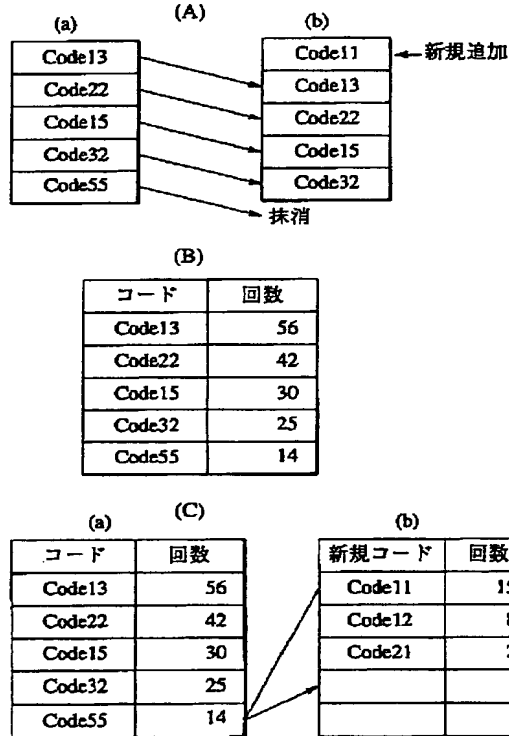 (A)
(a) (b)
Code13 Code11 新規追加
Code22 Code13
Code15 Code22
Code32 Code15
Code55 Code32
抹消
(B)
コード 回数
Code13 56
Code22 42
Code15 30
Code32 25
Code55 14
(C)
(a) (b)
コード 回数 新規コード 回数
Code13 56 Code11
Code22 42 Code12
Code15 30 Code21
Code32 25
Code55 14